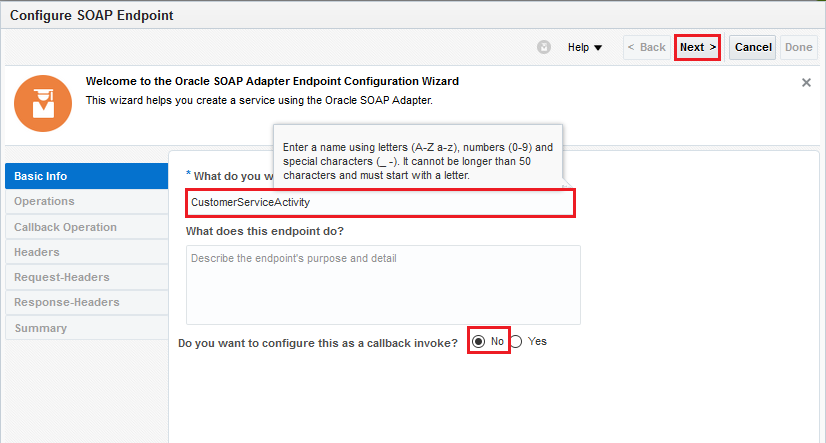 Configure SOAP Endpoint
Help
< Back
Next >
Cancel
Done
Welcome to the Oracle SOAP Adapter Endpoint Configuration Wizard
This wizard helps you create a service using the Oracle SOAP Adapter.
Enter a name using letters (A-Z a-z), numbers (0-9) and
special characters (_ -). It cannot be longer than 50
characters and must start with a letter.
Basic Info
Operations
Callback Operation
Headers
Request-Headers
Response-Headers
Summary
* What do you w
CustomerServiceActivity
What does this endpoint do?
Describe the endpoint's purpose and detail
Do you want to configure this as a callback invoke? No Yes